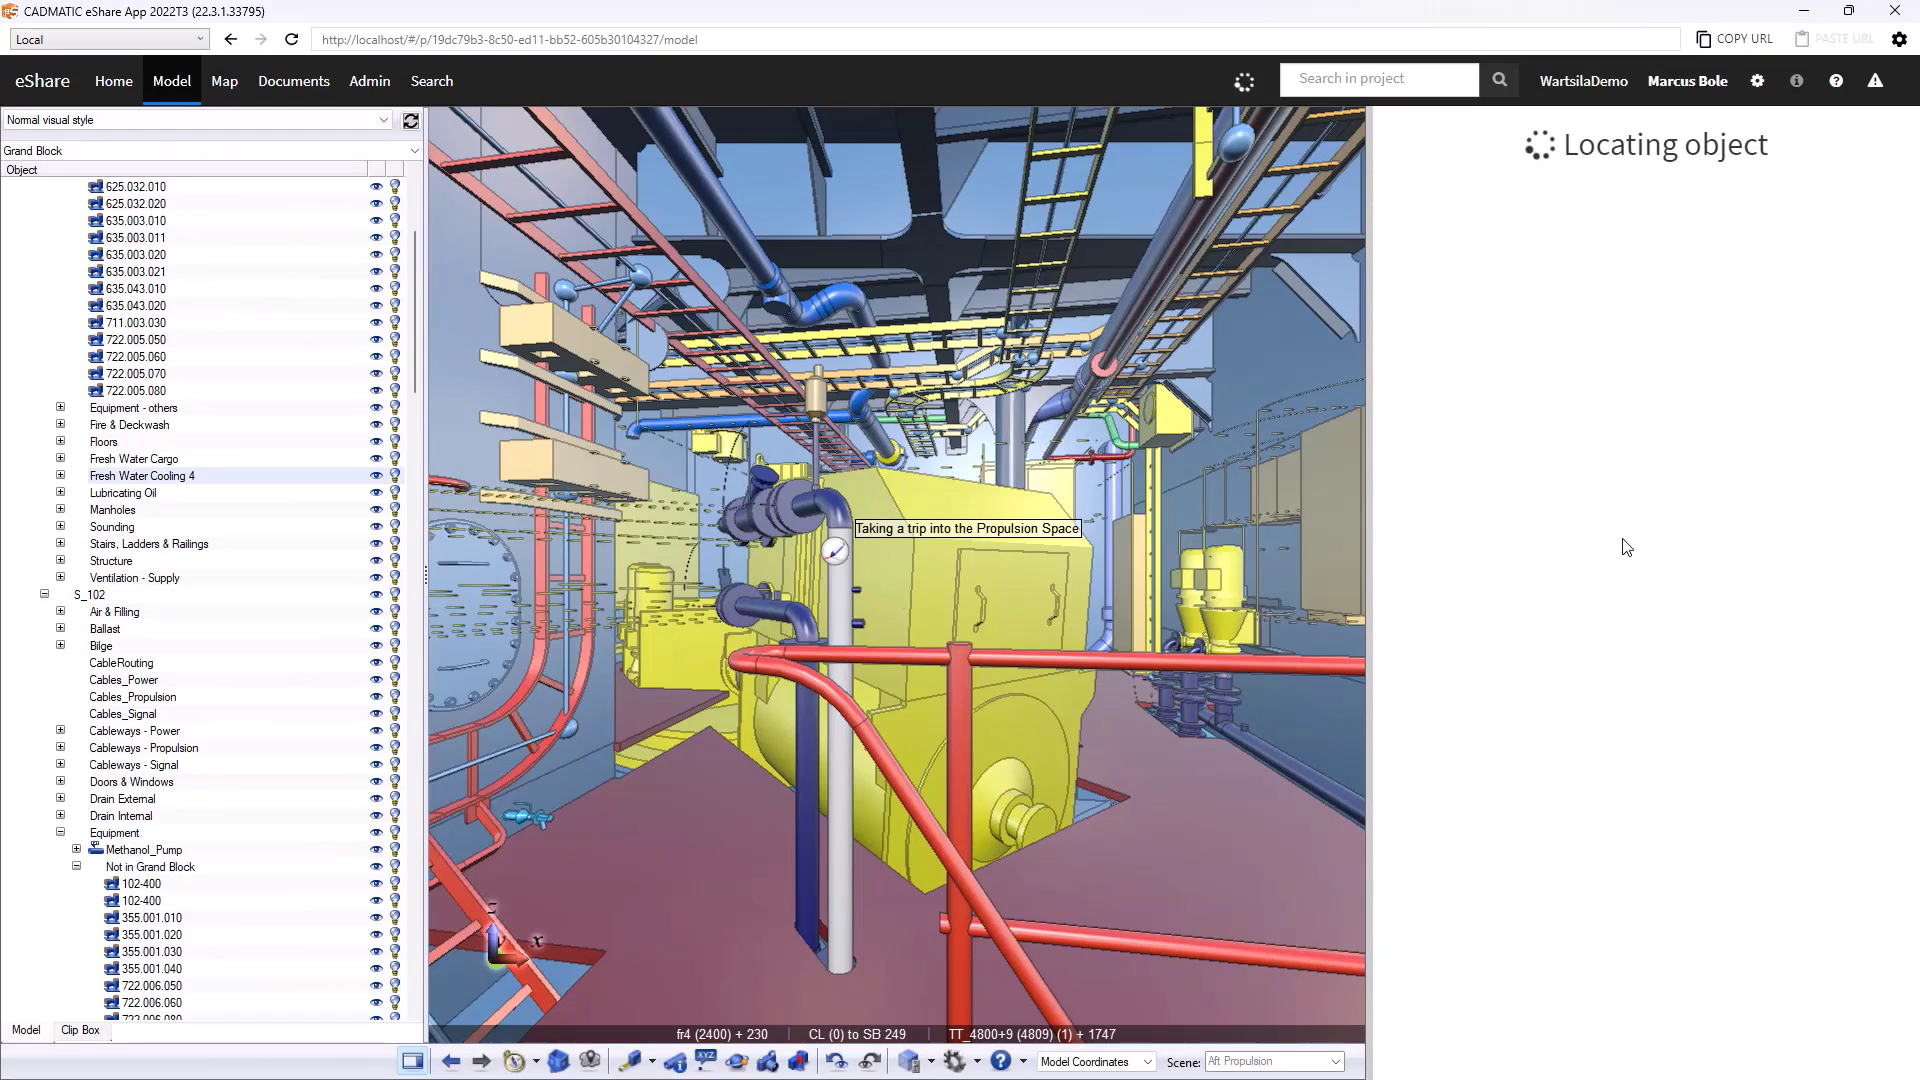 CADMATIC eShare App 2022T3 (22.3.1.33795)
Local
http://localhost/#/p/19dc79b3-8c50-ed11-bb52-605b30104327/model
COPY URL
PASTE URL
eShare
Home
Model
Map
Documents
Admin
Search
Search in project
WartsilaDemo
Marcus Bole
Normal visual style
Grand Block
Object
625.032.010
625.032.020
635.003.010
635.003.011
635.003.020
635.003.021
635.043.010
635.043.020
711.003.030
722.005.050
722.005.060
722.005.070
722.005.080
Equipment - others
Fire & Deckwash
Floors
Fresh Water Cargo
Fresh Water Cooling 4
Lubricating Oil
Manholes
Sounding
Stairs, Ladders & Railings
Structure
Ventilation - Supply
S_102
Air & Filling
Ballast
Bilge
CableRouting
Cables_Power
Cables_Propulsion
Cables_Signal
Cableways - Power
Cableways - Propulsion
Cableways - Signal
Doors & Windows
Drain External
Drain Internal
Equipment
Methanol_Pump
Not in Grand Block
102-400
102-400
355.001.010
355.001.020
355.001.030
355.001.040
722.006.050
722.006.060
722.006.080
Model
Clip Box
Taking a trip into the Propulsion Space
z
x
fr4 (2400) + 230
CL (0) to SB 249
TT_4800+9 (4809) (1) + 1747
XYZ
Model Coordinates
Scene:
Aft Propulsion
Locating object